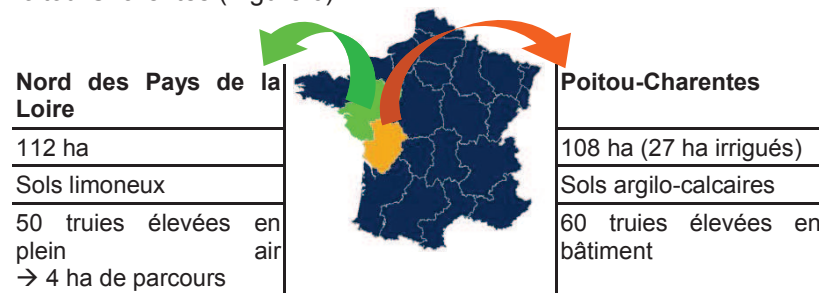 Nord des Pays de la
Loire
112 ha
Sols limoneux
50 truies élevées en
plein air
→ 4 ha de parcours
Poitou-Charentes
108 ha (27 ha irrigués)
Sols argilo-calcaires
60 truies élevées en
bâtiment